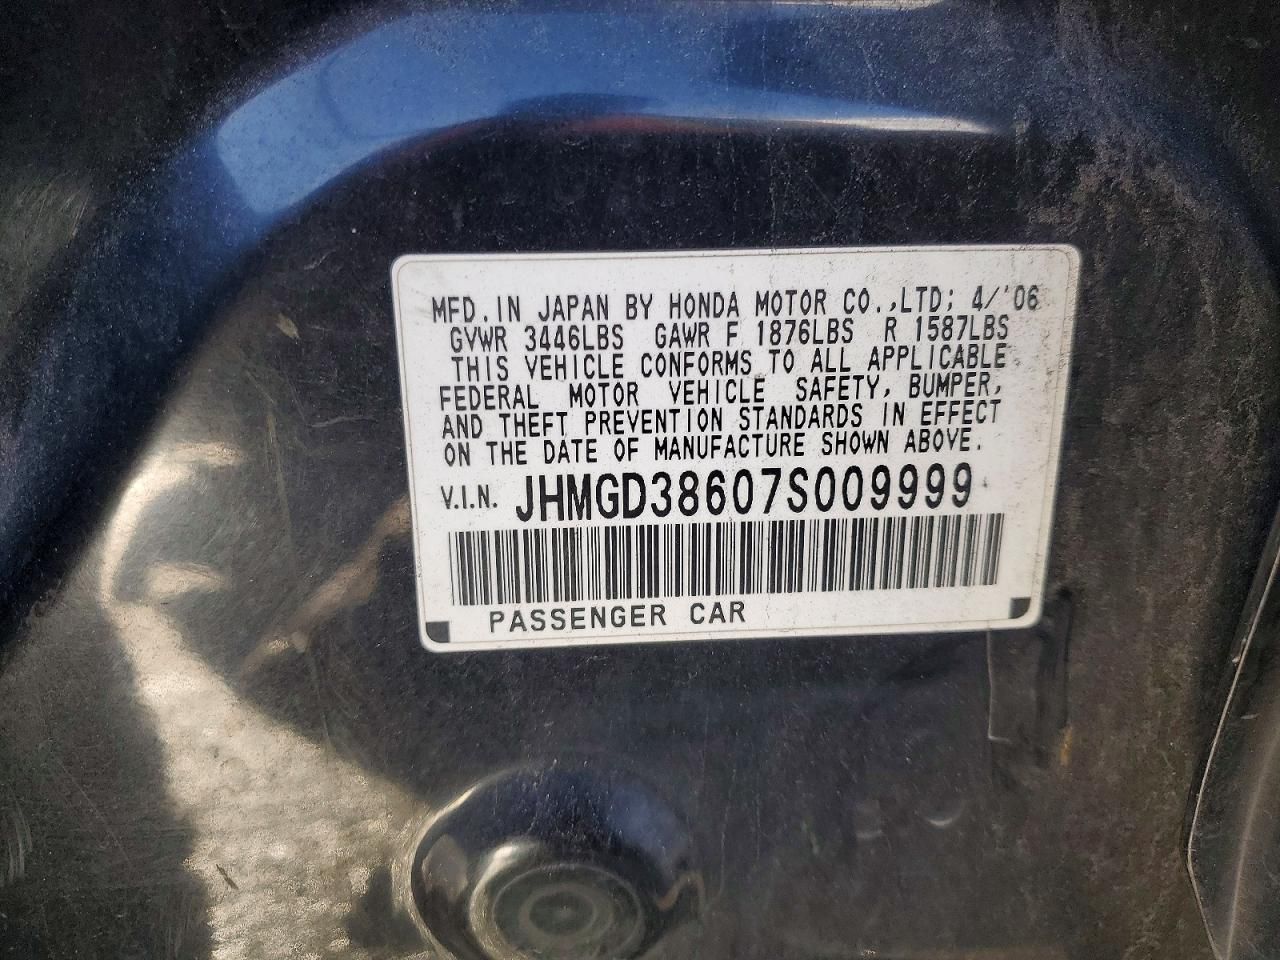 MFD. IN JAPAN BY HONDA MOTOR CO.,LTD; 4/'06
GVWR 3446LBS GAWR F 1876LBS R 1587LBS
THIS VEHICLE CONFORMS TO ALL APPLICABLE
FEDERAL MOTOR VEHICLE SAFETY, BUMPER,
AND THEFT PREVENTION STANDARDS IN EFFECT
ON THE DATE OF MANUFACTURE SHOWN ABOVE.
V.I.N. JHMGD38607S009999
PASSENGER CAR